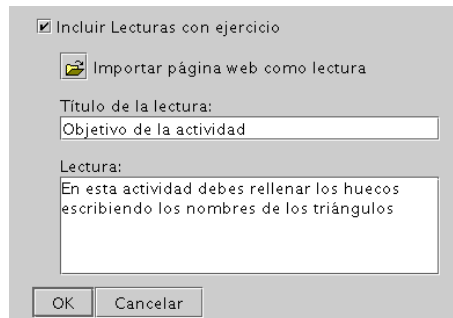 Incluir Lecturas con ejercicio
Importar página web como lectura
Título de la lectura:
Objetivo de la actividad
Lectura:
En esta actividad debes rellenar los huecos
escribiendo los nombres de los triángulos
OK Cancelar